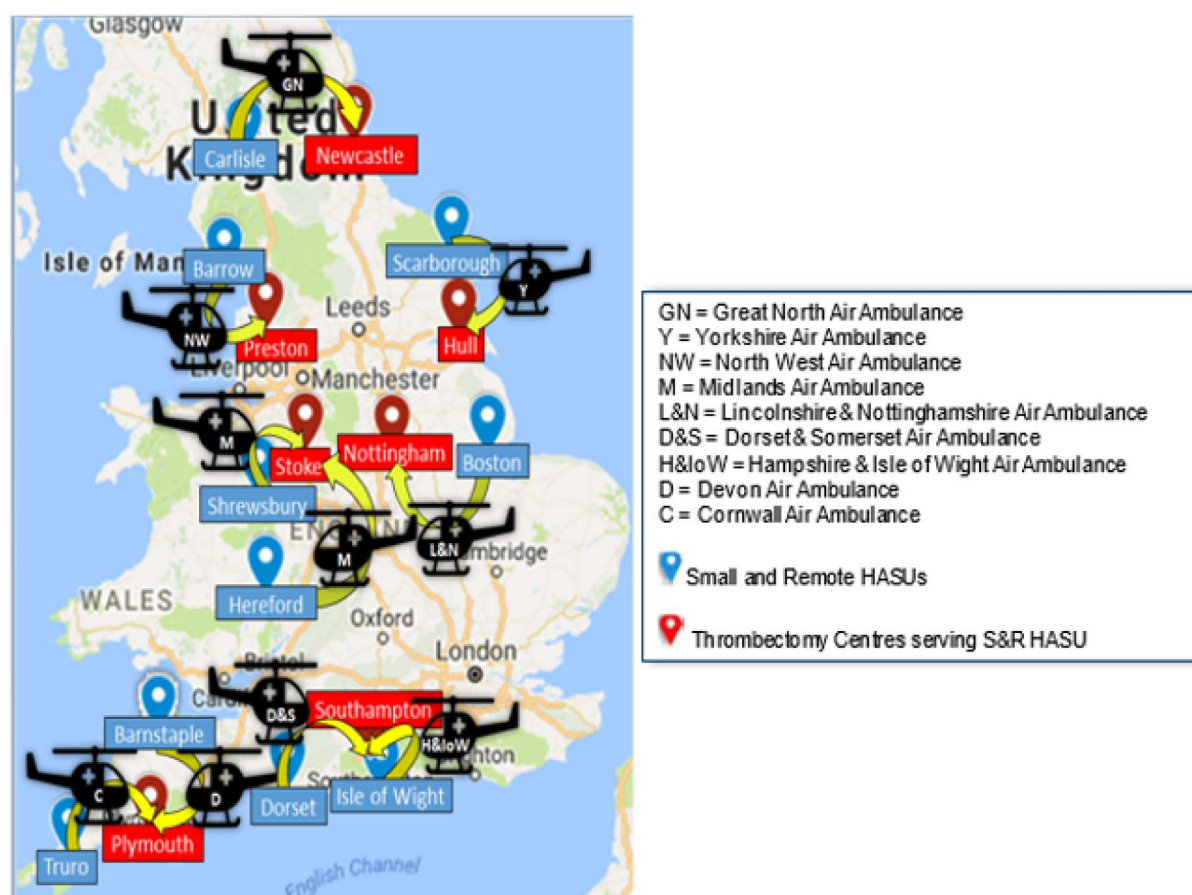 Glasgow
GN
United
Kingdom
Carlisle
Newcastle
Isle of Man
Barrow
Scarborough
Y
NW
Preston
Leeds
Hull
Liverpool
Manchester
M
Stoke
Nottingham
Boston
Shrewsbury
M
L&N
Hereford
WALES
Oxford
London
D&S
Southampton
H&IoW
Barnstaple
C
D
Dorset
Isle of Wight
Plymouth
Truro
English Channel
GN = Great North Air Ambulance
Y = Yorkshire Air Ambulance
NW = North West Air Ambulance
M = Midlands Air Ambulance
L&N = Lincolnshire & Nottinghamshire Air Ambulance
D&S = Dorset & Somerset Air Ambulance
H&IoW = Hampshire & Isle of Wight Air Ambulance
D = Devon Air Ambulance
C = Cornwall Air Ambulance
Small and Remote HASUs
Thrombectomy Centres serving S&R HASU